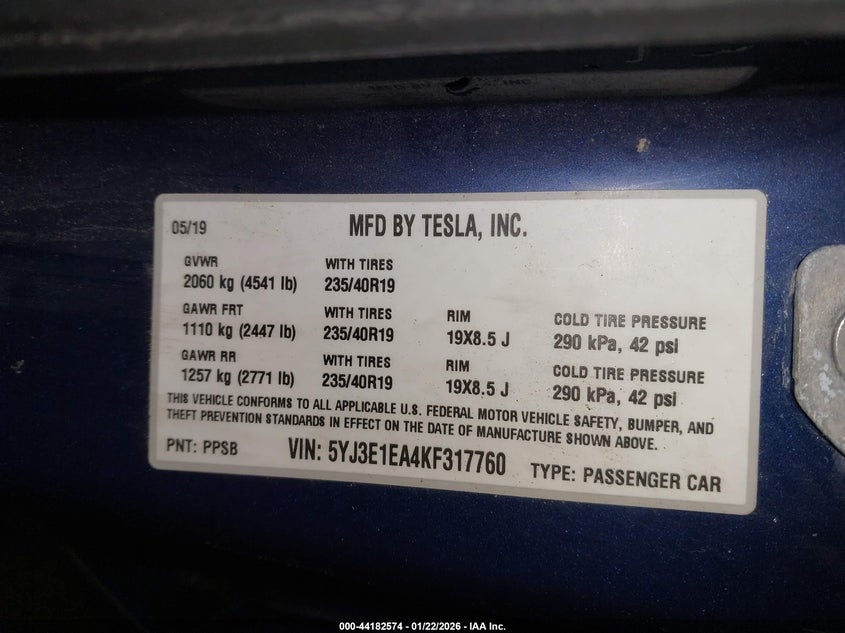 MFD BY INC
05/19 MFD BY TESLA, INC.
GVWR WITH TIRES
2060 kg (4541 lb) 235/40R19
GAWR FRT WITH TIRES RIM COLD TIRE PRESSURE
1110 kg (2447 lb) 235/40R19 19X8.5 J 290 kPa, 42 psi
GAWR RR WITH TIRES RIM COLD TIRE PRESSURE
1257 kg (2771 lb) 235/40R19 19X8.5 J 290 kPa, 42 psi
THIS VEHICLE CONFORMS TO ALL APPLICABLE U.S. FEDERAL MOTOR VEHICLE SAFETY, BUMPER, AND
THEFT PREVENTION STANDARDS IN EFFECT ON THE DATE OF MANUFACTURE SHOWN ABOVE.
PNT: PPSB VIN: 5YJ3E1EA4KF317760 TYPE: PASSENGER CAR
000-44182574 - 01/22/2026 - IAA Inc.